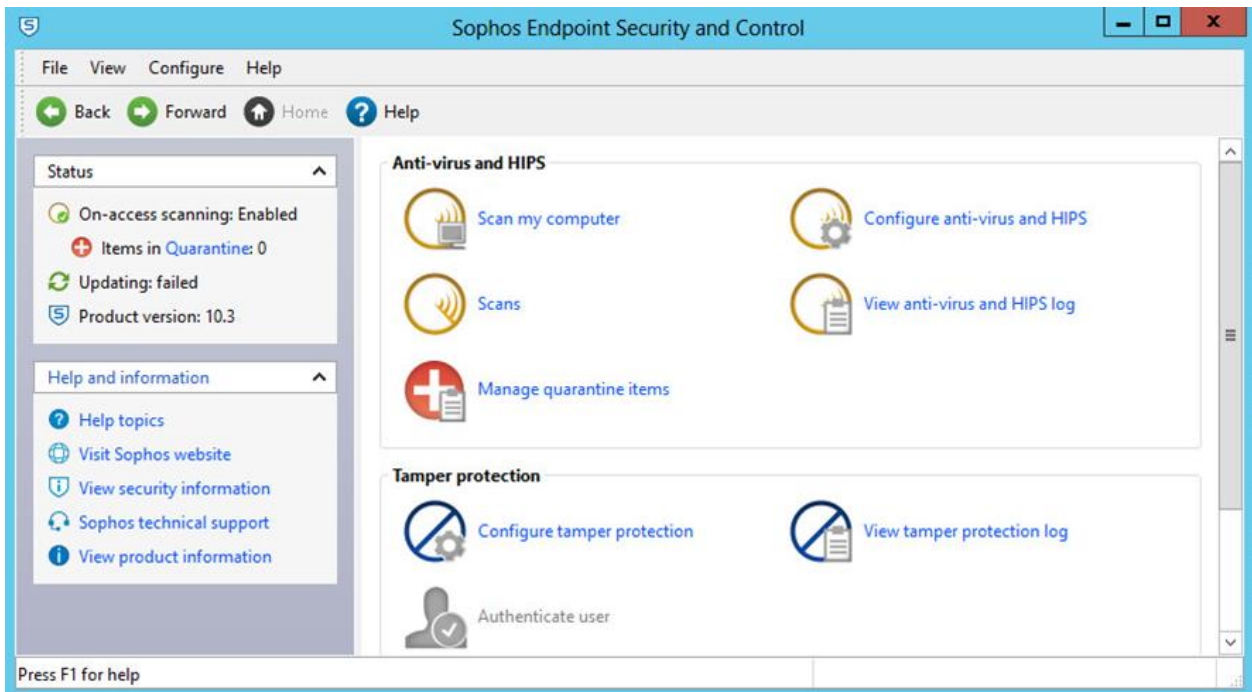 Sophos Endpoint Security and Control
File View Configure Help
Back Forward Home Help
Status
On-access scanning: Enabled
Items in Quarantine: 0
Updating: failed
Product version: 10.3
Help and information
Help topics
Visit Sophos website
View security information
Sophos technical support
View product information
Anti-virus and HIPS
Scan my computer
Configure anti-virus and HIPS
Scans
View anti-virus and HIPS log
Manage quarantine items
Tamper protection
Configure tamper protection
View tamper protection log
Authenticate user
Press F1 for help